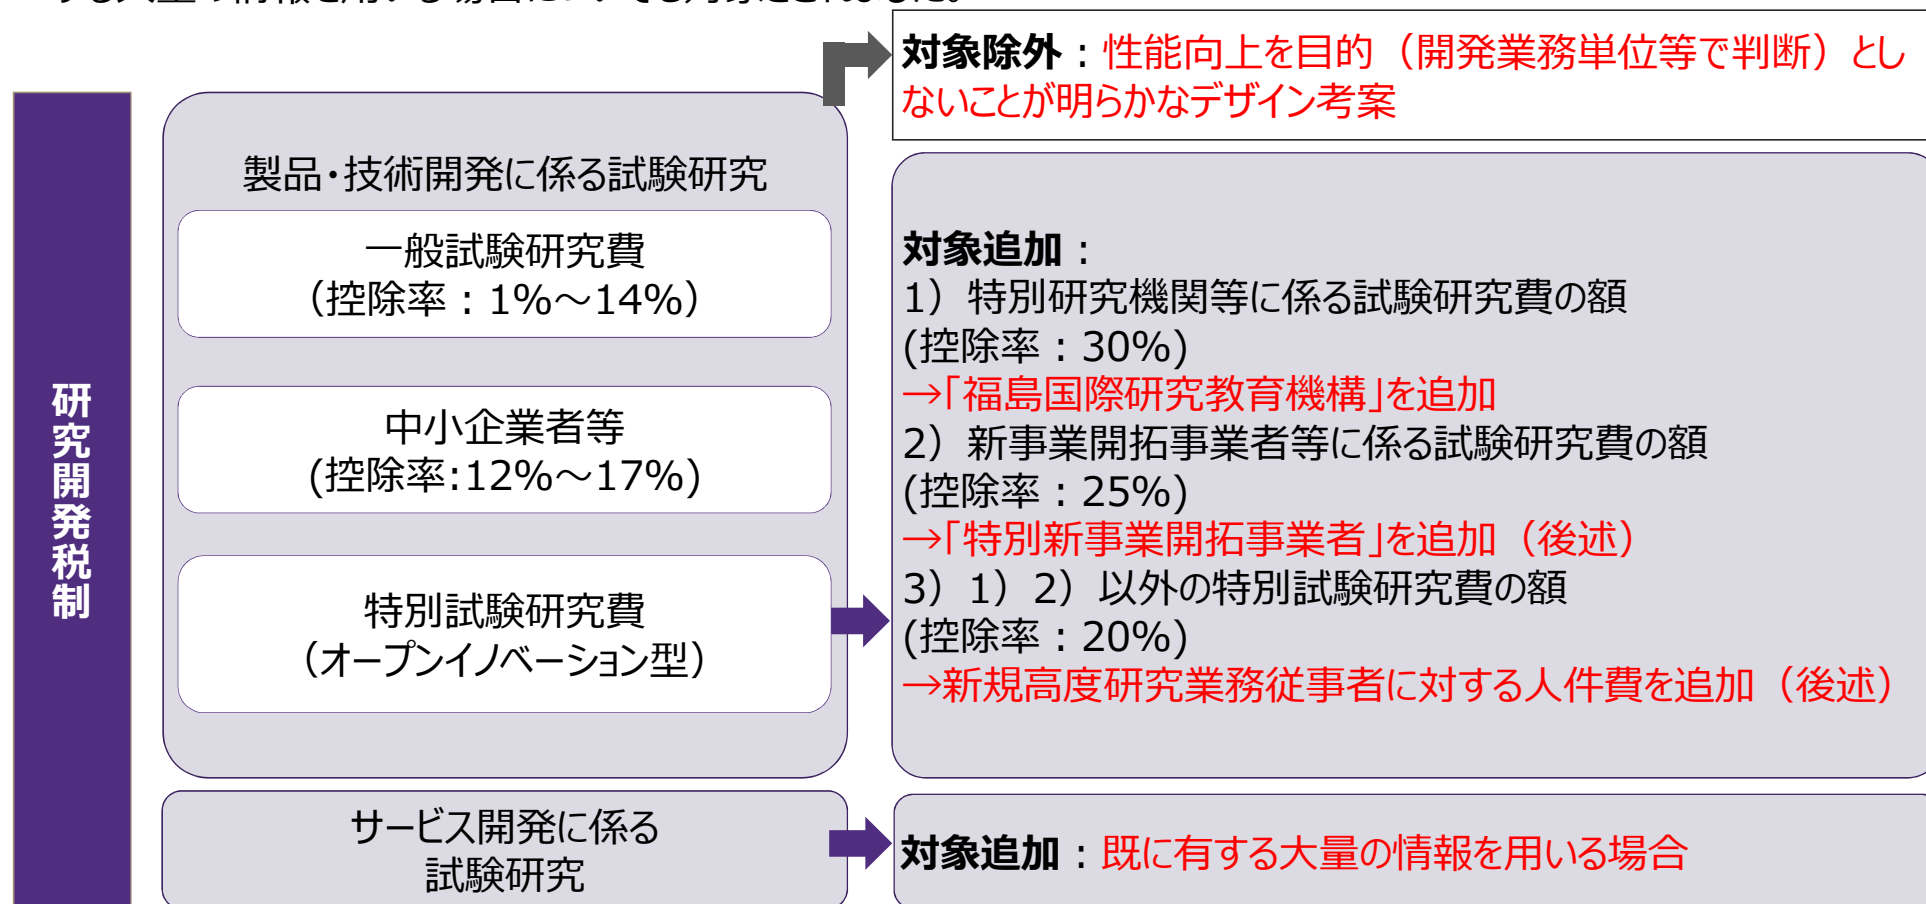 研究開発税制
製品・技術開発に係る試験研究
一般試験研究費
（控除率：1%～14%）
中小企業者等
(控除率:12%～17%)
特別試験研究費
（オープンイノベーション型）
サービス開発に係る
試験研究
対象除外：性能向上を目的（開発業務単位等で判断）とし
ないことが明らかなデザイン考案
対象追加：
1）特別研究機関等に係る試験研究費の額
(控除率：30%)
→「福島国際研究教育機構」を追加
2）新事業開拓事業者等に係る試験研究費の額
(控除率：25%)
→「特別新事業開拓事業者」を追加（後述）
3）1）2）以外の特別試験研究費の額
(控除率：20%)
→新規高度研究業務従事者に対する人件費を追加（後述）
対象追加：既に有する大量の情報を用いる場合